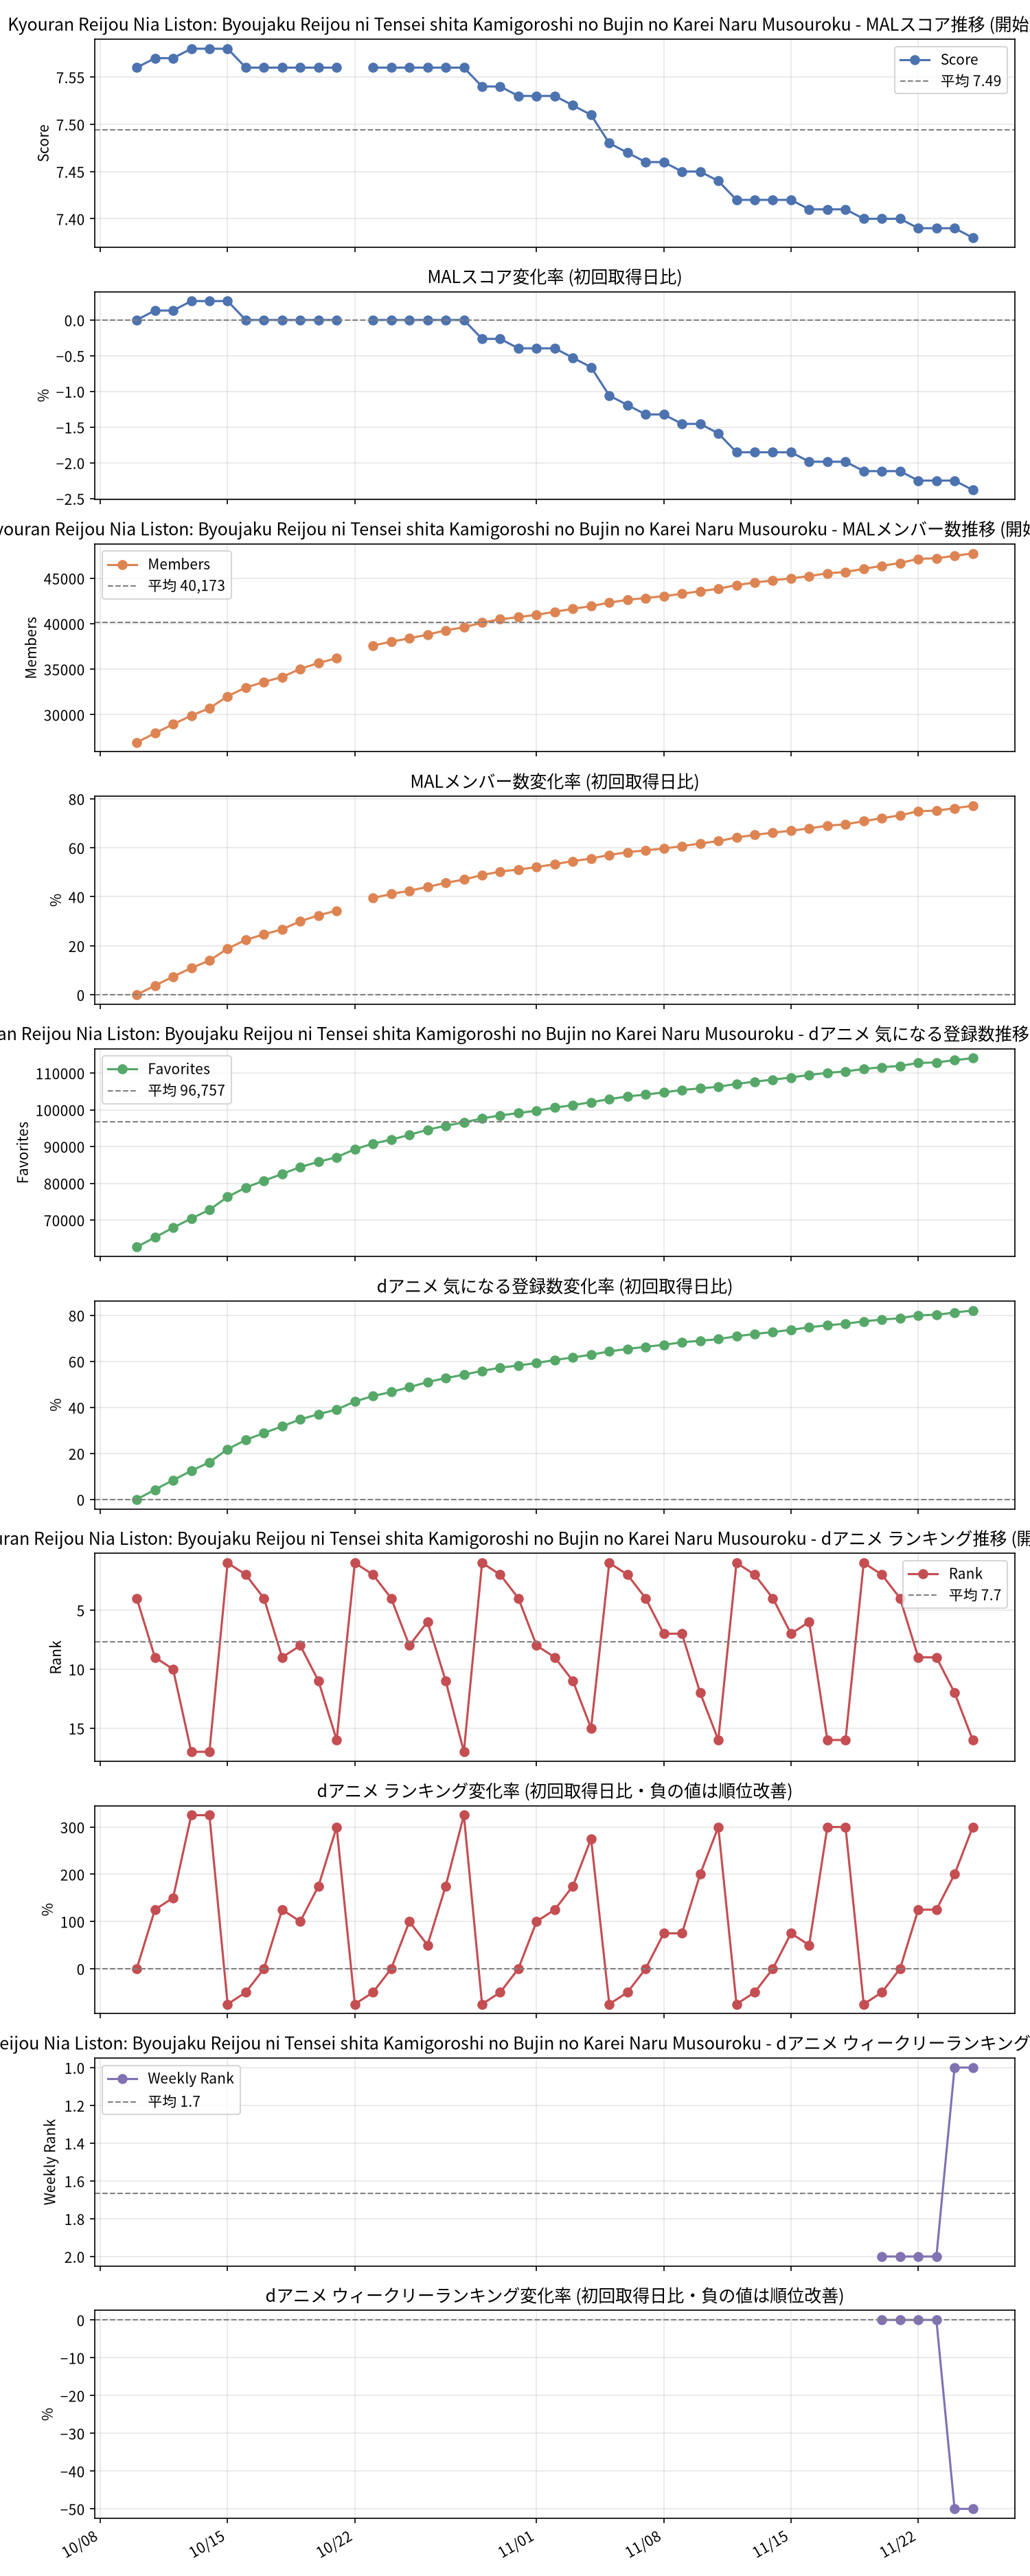 Kyouran Reijou Nia Liston: Byoujaku Reijou ni Tensei shita Kamigoroshi no Bujin no Karei Naru Musouroku - MALスコア推移 (開始
Score
平均 7.49
Score
7.55
7.50
7.45
7.40
MALスコア変化率 (初回取得日比)
%
0.0
−0.5
−1.0
−1.5
−2.0
−2.5
youran Reijou Nia Liston: Byoujaku Reijou ni Tensei shita Kamigoroshi no Bujin no Karei Naru Musouroku - MALメンバー数推移 (開始
Members
平均 40,173
Members
45000
40000
35000
30000
MALメンバー数変化率 (初回取得日比)
%
80
60
40
20
0
an Reijou Nia Liston: Byoujaku Reijou ni Tensei shita Kamigoroshi no Bujin no Karei Naru Musouroku - dアニメ 気になる登録数推移
Favorites
平均 96,757
Favorites
110000
100000
90000
80000
70000
dアニメ 気になる登録数変化率 (初回取得日比)
%
80
60
40
20
0
uran Reijou Nia Liston: Byoujaku Reijou ni Tensei shita Kamigoroshi no Bujin no Karei Naru Musouroku - dアニメ ランキング推移 (開
Rank
平均 7.7
Rank
5
10
15
dアニメ ランキング変化率 (初回取得日比・負の値は順位改善)
%
300
200
100
0
eijou Nia Liston: Byoujaku Reijou ni Tensei shita Kamigoroshi no Bujin no Karei Naru Musouroku - dアニメ ウィークリーランキング
Weekly Rank
平均 1.7
Weekly Rank
1.0
1.2
1.4
1.6
1.8
2.0
dアニメ ウィークリーランキング変化率 (初回取得日比・負の値は順位改善)
%
0
−10
−20
−30
−40
−50
10/08
10/15
10/22
11/01
11/08
11/15
11/22